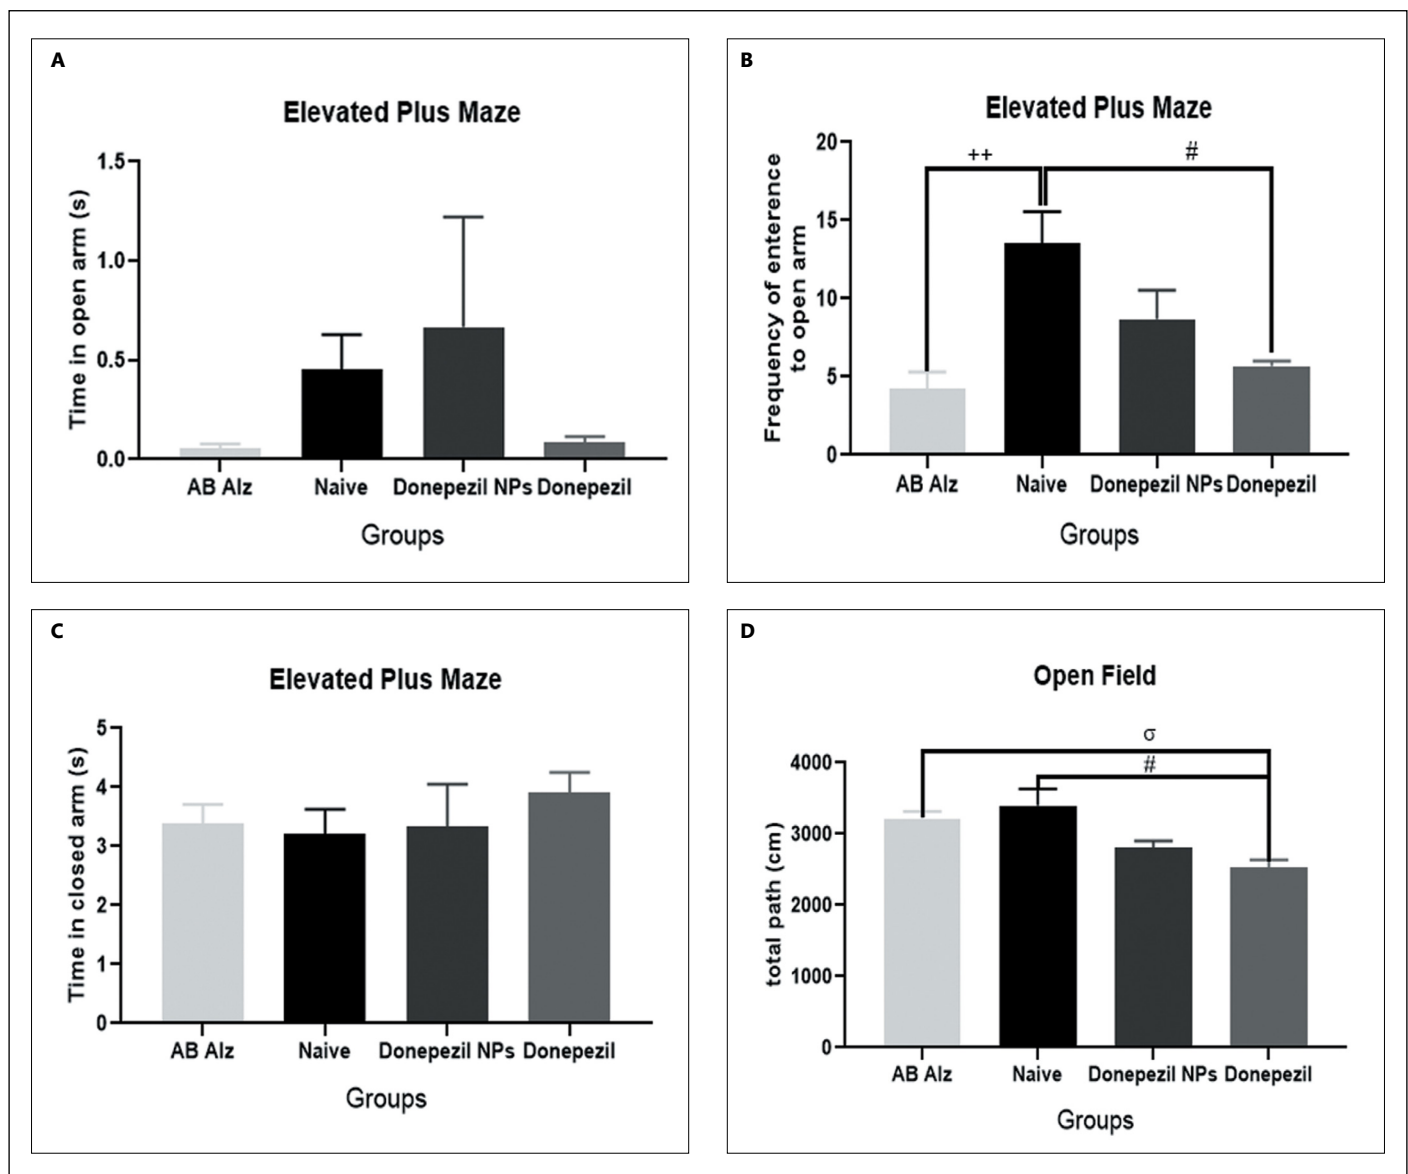 A
Elevated Plus Maze
Time in open arm (s)
1.5
1.0
0.5
0.0
AB Alz Naive Donepezil NPs Donepezil
Groups
B
Elevated Plus Maze
Frequency of enterence
to open arm
++ #
20
15
10
5
0
AB Alz Naive Donepezil NPs Donepezil
Groups
C
Elevated Plus Maze
Time in closed arm (s)
5
4
3
2
1
0
AB Alz Naive Donepezil NPs Donepezil
Groups
D
Open Field
total path (cm)
σ
#
4000
3000
2000
1000
0
AB Alz Naive Donepezil NPs Donepezil
Groups